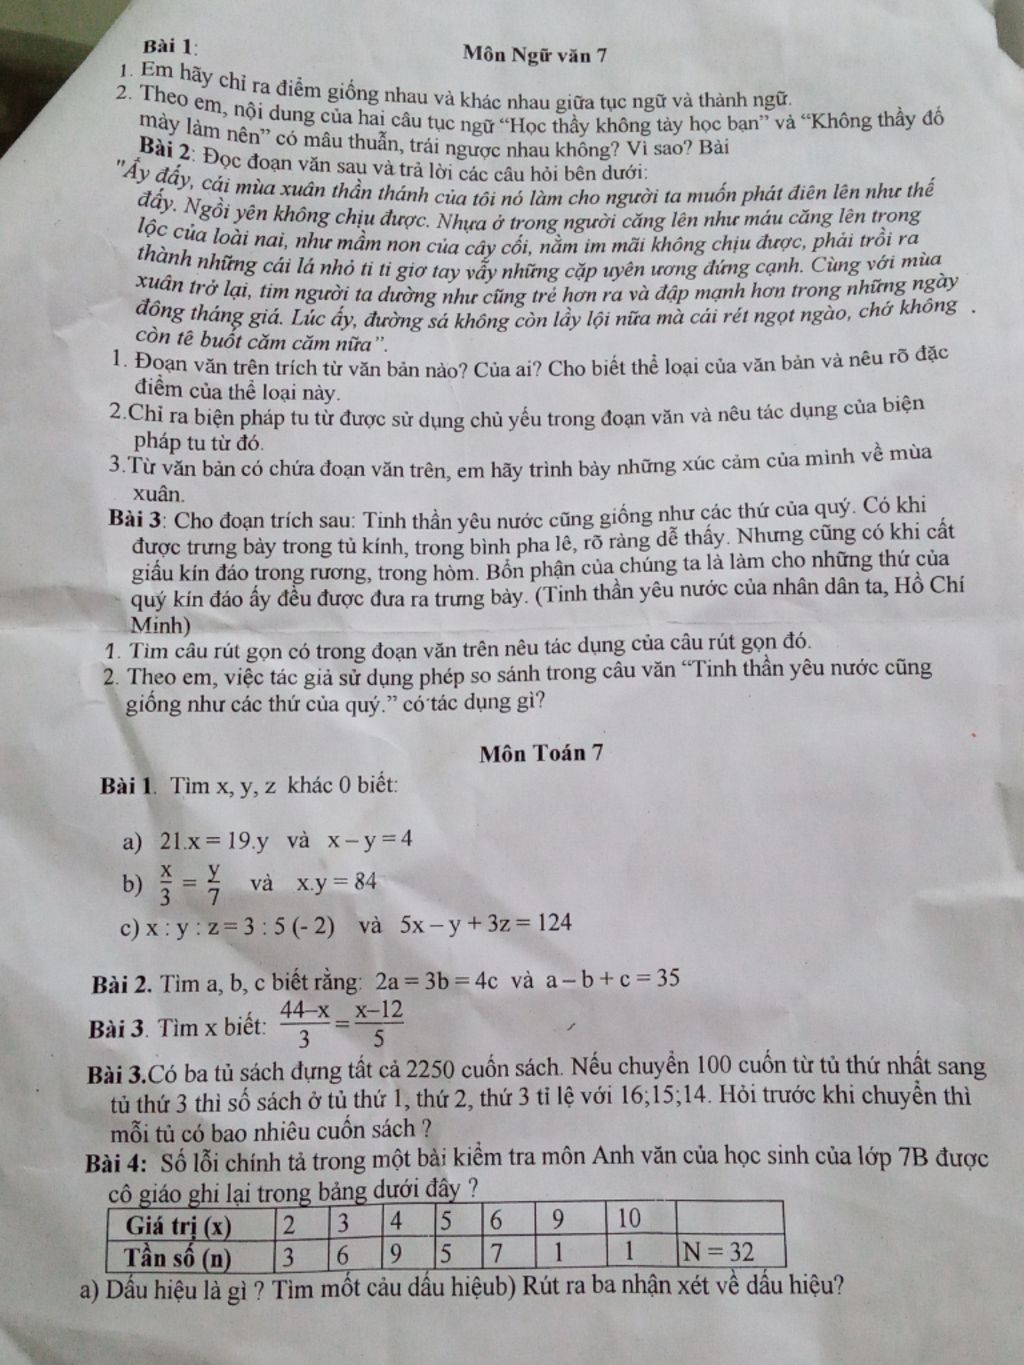 Bài 1:
Môn Ngữ văn 7
1. Em hãy chỉ ra điểm giống nhau và khác nhau giữa tục ngữ và thành ngữ.
2. Theo em, nội dung của hai câu tục ngữ “Học thầy không tày học bạn” và “Không thầy đố
mày làm nên” có mâu thuẫn, trái ngược nhau không? Vì sao? Bài
Bài 2: Đọc đoạn văn sau và trả lời các câu hỏi bên dưới:
"Ấy đấy, cái mùa xuân thần thánh của tôi nó làm cho người ta muốn phát điên lên như thế
đấy. Ngồi yên không chịu được. Nhựa ở trong người căng lên như máu căng lên trong
lộc của loài nai, như mầm non của cây cối, nằm im mãi không chịu được, phải trỗi ra
thành những cái lá nhỏ ti ti giơ tay vẫy những cặp uyên ương đứng cạnh. Cùng với mùa
xuân trở lại, tim người ta dường như cũng trẻ hơn ra và đập mạnh hơn trong những ngày
đông tháng giá. Lúc ấy, đường sá không còn lầy lội nữa mà cái rét ngọt ngào, chớ không .
còn tê buốt căm căm nữa”.
1. Đoạn văn trên trích từ văn bản nào? Của ai? Cho biết thể loại của văn bản và nêu rõ đặc
điểm của thể loại này.
2.Chỉ ra biện pháp tu từ được sử dụng chủ yếu trong đoạn văn và nêu tác dụng của biện
pháp tu từ đó.
3.Từ văn bản có chứa đoạn văn trên, em hãy trình bày những xúc cảm của mình về mùa
xuân.
Bài 3: Cho đoạn trích sau: Tinh thần yêu nước cũng giống như các thứ của quý. Có khi
được trưng bày trong tủ kính, trong bình pha lê, rõ ràng dễ thấy. Nhưng cũng có khi cất
giấu kín đáo trong rương, trong hòm. Bổn phận của chúng ta là làm cho những thứ của
quý kín đáo ấy đều được đưa ra trưng bày. (Tinh thần yêu nước của nhân dân ta, Hồ Chí
Minh)
1. Tìm câu rút gọn có trong đoạn văn trên nêu tác dụng của câu rút gọn đó.
2. Theo em, việc tác giả sử dụng phép so sánh trong câu văn “Tinh thần yêu nước cũng
giống như các thứ của quý.” có tác dụng gì?
Môn Toán 7
Bài 1. Tìm x, y, z khác 0 biết:
a) 21.x = 19.y và x – y = 4
b) x/3 = y/7 và x.y = 84
c) x : y : z = 3 : 5 (- 2) và 5x – y + 3z = 124
Bài 2. Tìm a, b, c biết rằng: 2a = 3b = 4c và a – b + c = 35
Bài 3. Tìm x biết: 44–x/3 = x–12/5
Bài 3.Có ba tủ sách đựng tất cả 2250 cuốn sách. Nếu chuyển 100 cuốn từ tủ thứ nhất sang
tủ thứ 3 thì số sách ở tủ thứ 1, thứ 2, thứ 3 tỉ lệ với 16;15;14. Hỏi trước khi chuyển thì
mỗi tủ có bao nhiêu cuốn sách ?
Bài 4: Số lỗi chính tả trong một bài kiểm tra môn Anh văn của học sinh của lớp 7B được
cô giáo ghi lại trong bảng dưới đây ?
Giá trị (x) 2 3 4 5 6 9 10
Tần số (n) 3 6 9 5 7 1 1 N = 32
a) Dấu hiệu là gì ? Tìm mốt cảu dấu hiệub) Rút ra ba nhận xét về dấu hiệu?